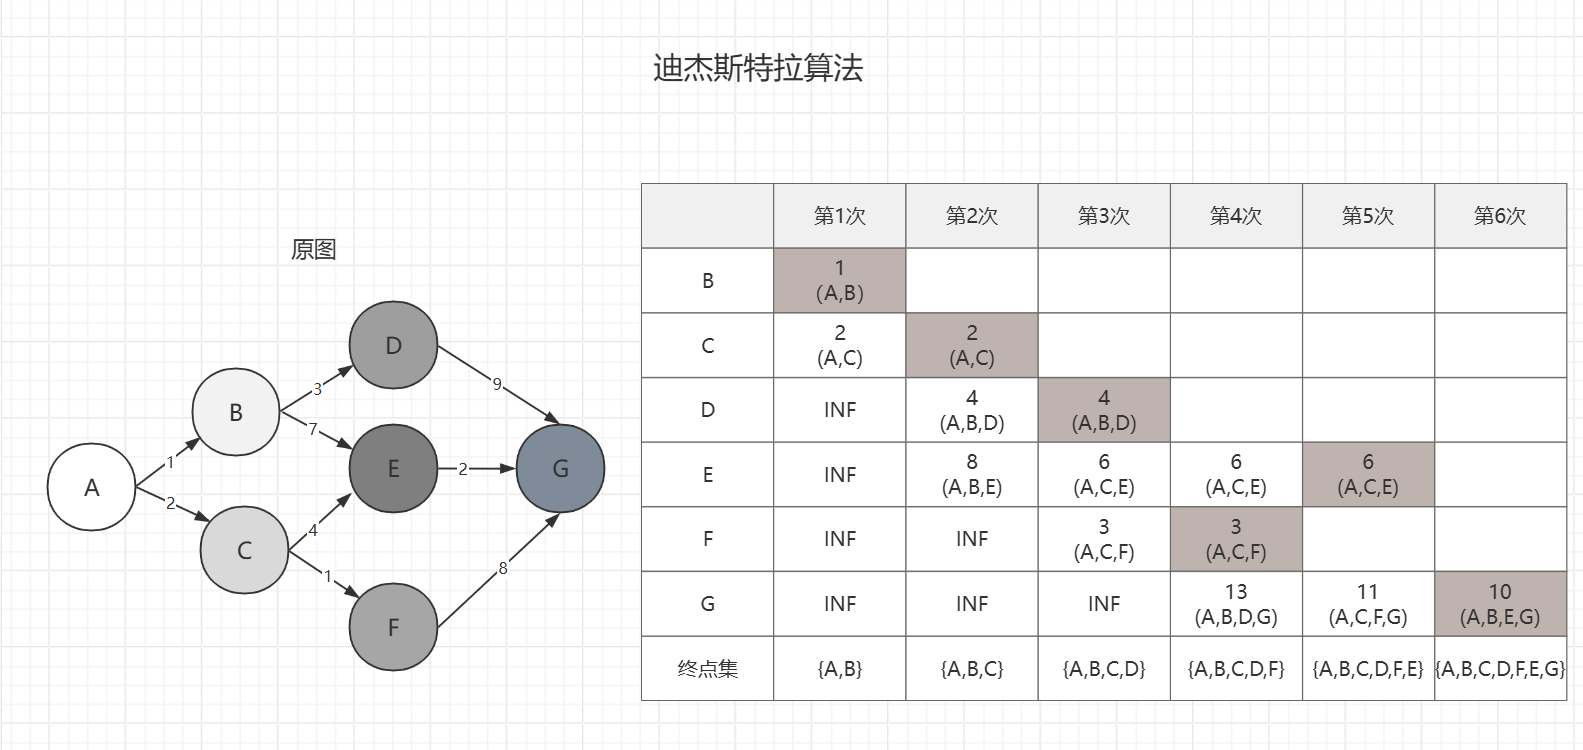 迪杰斯特拉算法
原图
A
B
C
D
E
F
G
1
2
3
7
4
1
9
2
8
第1次 第2次 第3次 第4次 第5次 第6次
B 1 (A,B)
C 2 (A,C) 2 (A,C)
D INF 4 (A,B,D) 4 (A,B,D)
E INF 8 (A,B,E) 6 (A,C,E) 6 (A,C,E) 6 (A,C,E)
F INF INF 3 (A,C,F) 3 (A,C,F)
G INF INF INF 13 (A,B,D,G) 11 (A,C,F,G) 10 (A,B,E,G)
终点集 {A,B} {A,B,C} {A,B,C,D} {A,B,C,D,F} {A,B,C,D,F,E} {A,B,C,D,F,E,G}